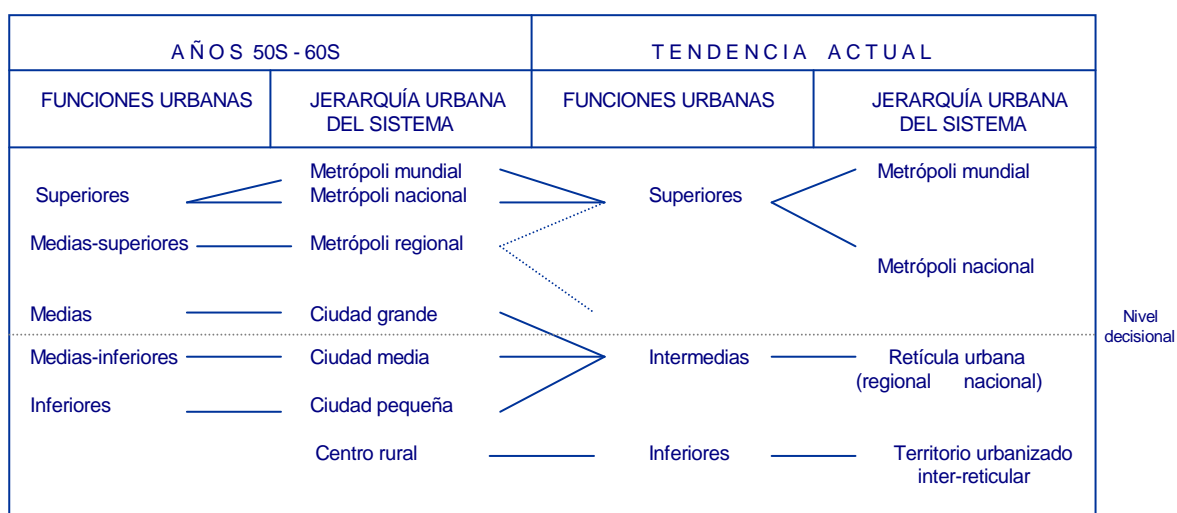 AÑOS 50S - 60S
TENDENCIA ACTUAL
FUNCIONES URBANAS
JERARQUÍA URBANA
DEL SISTEMA
FUNCIONES URBANAS
JERARQUÍA URBANA
DEL SISTEMA
Superiores
Metrópoli mundial
Metrópoli nacional
Superiores
Metrópoli mundial
Medias-superiores
Metrópoli regional
Metrópoli nacional
Medias
Ciudad grande
Nivel
decisional
Medias-inferiores
Ciudad media
Intermedias
Retícula urbana
(regional nacional)
Inferiores
Ciudad pequeña
Centro rural
Inferiores
Territorio urbanizado
inter-reticular